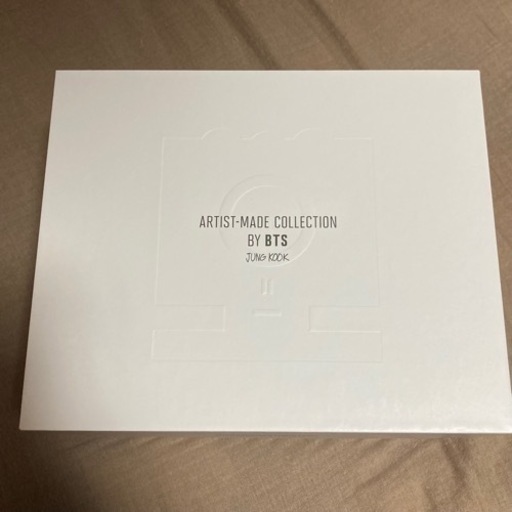 ARTIST-MADE COLLECTION
BY BTS
JUNG KOOK